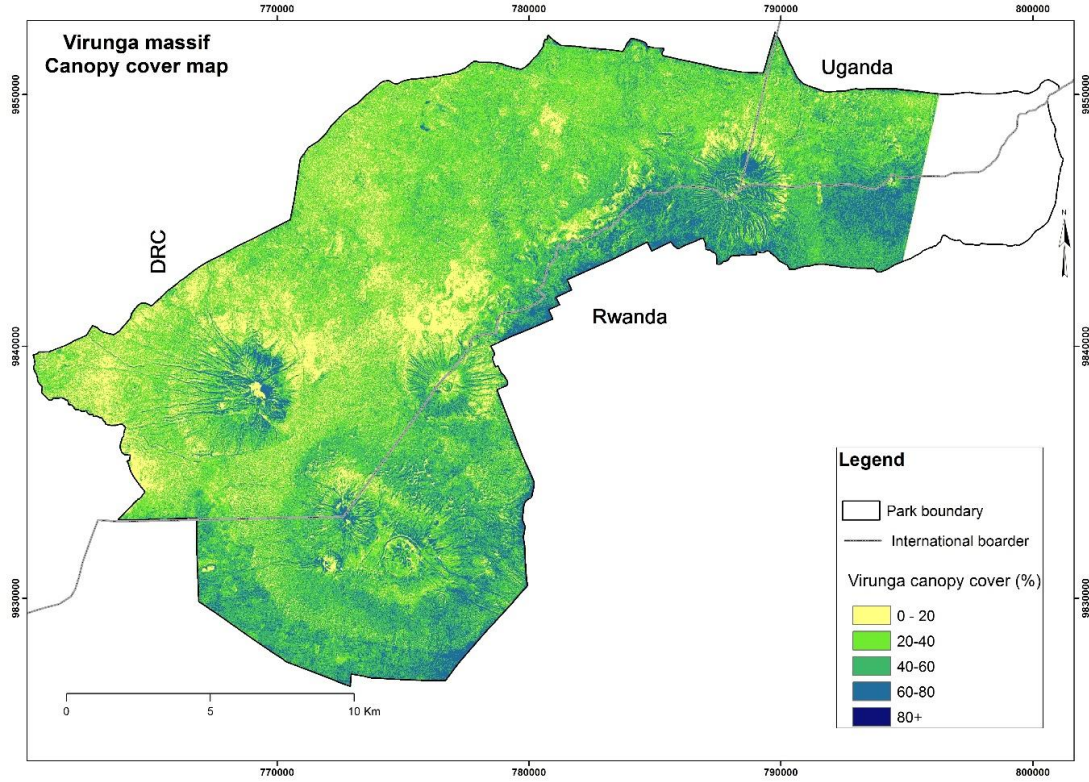 770000
780000
790000
800000
Virunga massif
Canopy cover map
Uganda
9850000
9850000
DRC
N
Rwanda
9840000
9840000
Legend
Park boundary
International boarder
Virunga canopy cover (%)
0 - 20
20-40
40-60
60-80
80+
9830000
9830000
0
5
10 Km
770000
780000
790000
800000